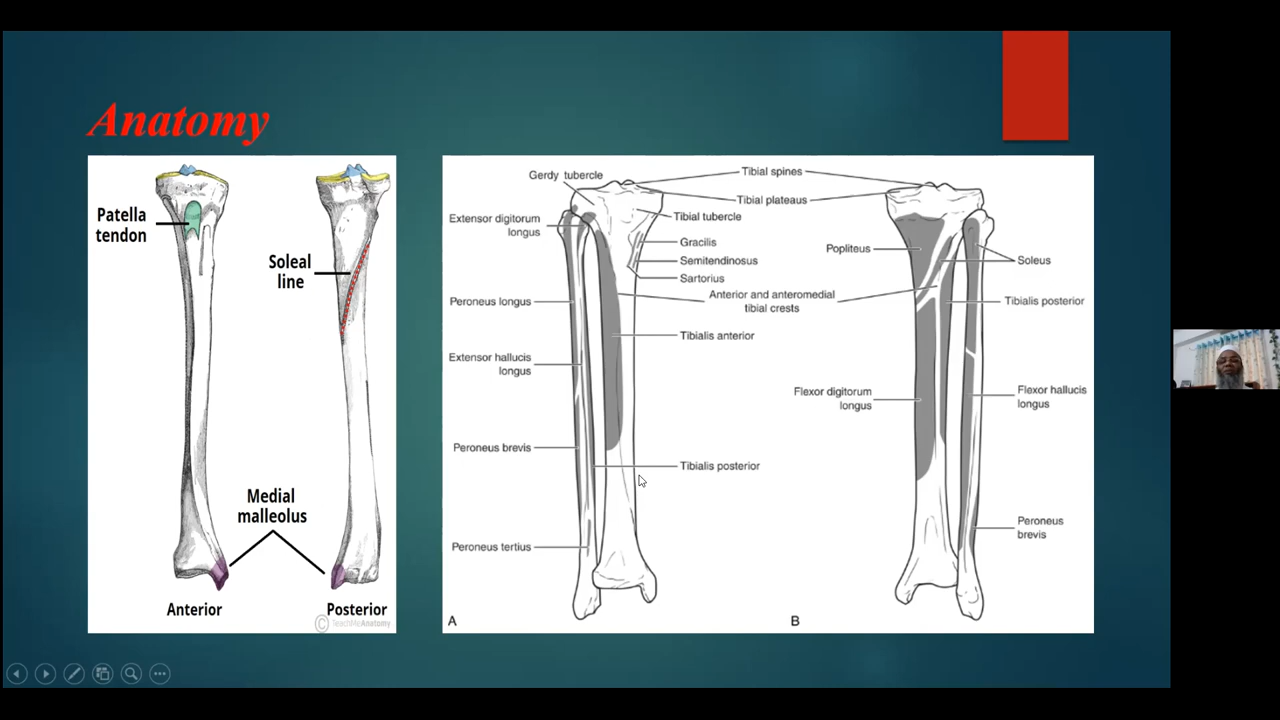 Anatomy
Patella
tendon
Soleal
line
Medial
malleolus
Anterior
Posterior
© TeachMeAnatomy
Gerdy tubercle
Tibial spines
Tibial plateaus
Extensor digitorum
longus
Tibial tubercle
Gracilis
Semitendinosus
Sartorius
Peroneus longus
Anterior and anteromedial
tibial crests
Tibialis anterior
Extensor hallucis
longus
Peroneus brevis
Tibialis posterior
Peroneus tertius
A
Popliteus
Soleus
Tibialis posterior
Flexor digitorum
longus
Flexor hallucis
longus
Peroneus
brevis
B